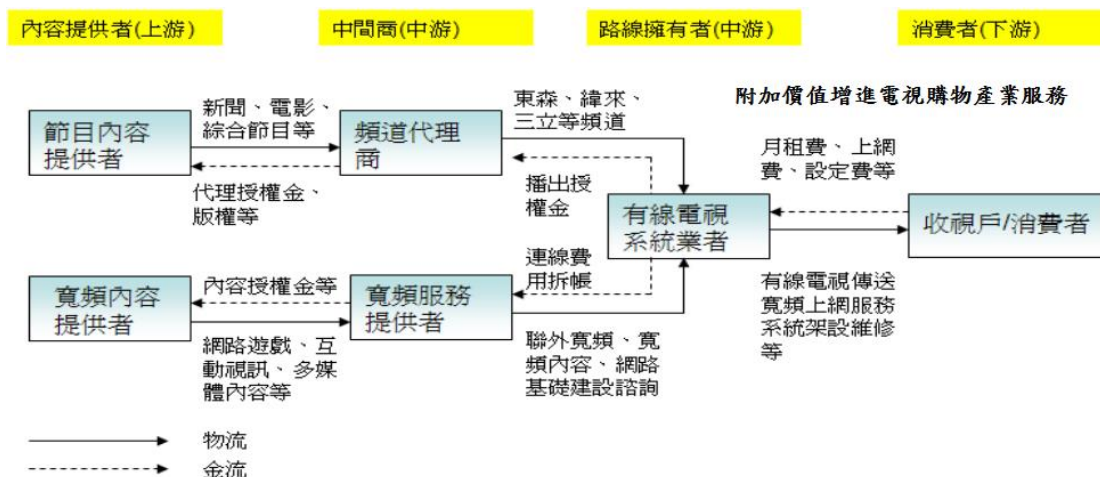 內容提供者(上游)
中間商(中游)
路線擁有者(中游)
消費者(下游)
附加價值增進電視購物產業服務
節目內容
提供者
新聞、電影、
綜合節目等
代理授權金、
版權等
頻道代理
商
東森、緯來、
三立等頻道
播出授
權金
有線電視
系統業者
月租費、上網
費、設定費等
收視戶/消費者
有線電視傳送
寬頻上網服務
系統架設維修
等
寬頻內容
提供者
內容授權金等
網路遊戲、互
動視訊、多媒
體內容等
寬頻服務
提供者
連線費
用拆帳
聯外寬頻、寬
頻內容、網路
基礎建設諮詢
物流
金流